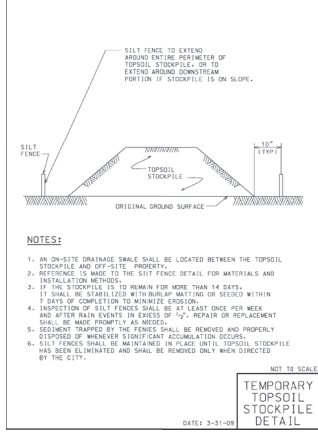 SILT FENCE TO EXTEND
AROUND ENTIRE PERIMETER OF
TOPSOIL STOCKPILE, OR TO
EXTEND AROUND DOWNSTREAM
PORTION IF STOCKPILE IS ON SLOPE.
SILT
FENCE
10"
(TYP)
TOPSOIL
STOCKPILE
ORIGINAL GROUND SURFACE
NOTES:
1. AN ON-SITE DRAINAGE SWALE SHALL BE LOCATED BETWEEN THE TOPSOIL
STOCKPILE AND OFF-SITE PROPERTY.
2. REFERENCE IS MADE TO THE SILT FENCE DETAIL FOR MATERIALS AND
INSTALLATION METHODS.
3. IF THE STOCKPILE IS TO REMAIN FOR MORE THAN 14 DAYS,
IT SHALL BE STABILIZED WITH BURLAP MATTING OR SEEDED WITHIN
7 DAYS OF COMPLETION TO MINIMIZE EROSION.
4. INSPECTION OF SILT FENCES SHALL BE AT LEAST ONCE PER WEEK
AND AFTER RAIN EVENTS IN EXIESS OF ½". REPAIR OR REPLACEMENT
SHALL BE MADE PROMPTLY AS NEEDED.
5. SEDIMENT TRAPPED BY THE FENIES SHALL BE REMOVED AND PROPERLY
DISPOSED OF WHENEVER SIGNIFICANT ACCUMULATION OCCURS.
6. SILT FENCES SHALL BE MAINTAINED IN PLACE UNTIL TOPSOIL STOCKPILE
HAS BEEN ELIMINATED AND SHALL BE REMOVED ONLY WHEN DIRECTED
BY THE CITY.
NOT TO SCALE
TEMPORARY
TOPSOIL
STOCKPILE
DETAIL
DATE: 3-31-09